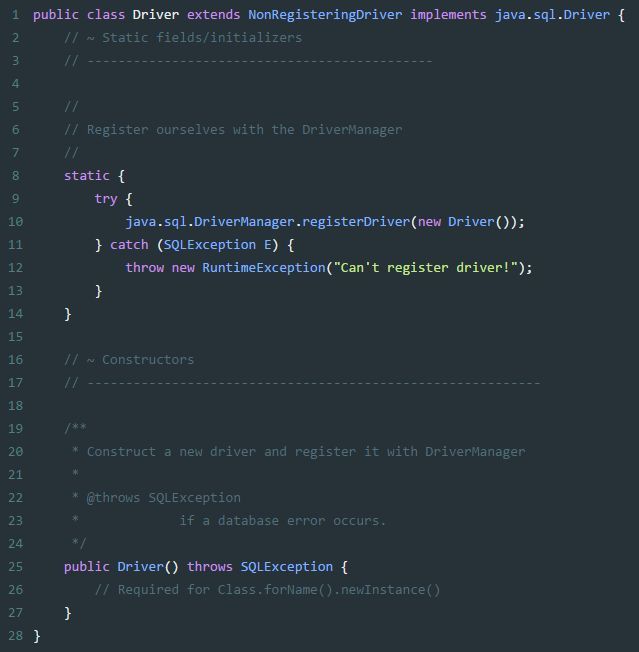 1 public class Driver extends NonRegisteringDriver implements java.sql.Driver {
2 // ~ Static fields/initializers
3 // ---------------------------------------------
4
5 //
6 // Register ourselves with the DriverManager
7 //
8 static {
9 try {
10 java.sql.DriverManager.registerDriver(new Driver());
11 } catch (SQLException E) {
12 throw new RuntimeException("Can't register driver!");
13 }
14 }
15
16 // ~ Constructors
17 // -----------------------------------------------------------
18
19 /**
20 * Construct a new driver and register it with DriverManager
21 *
22 * @throws SQLException
23 * if a database error occurs.
24 */
25 public Driver() throws SQLException {
26 // Required for Class.forName().newInstance()
27 }
28 }